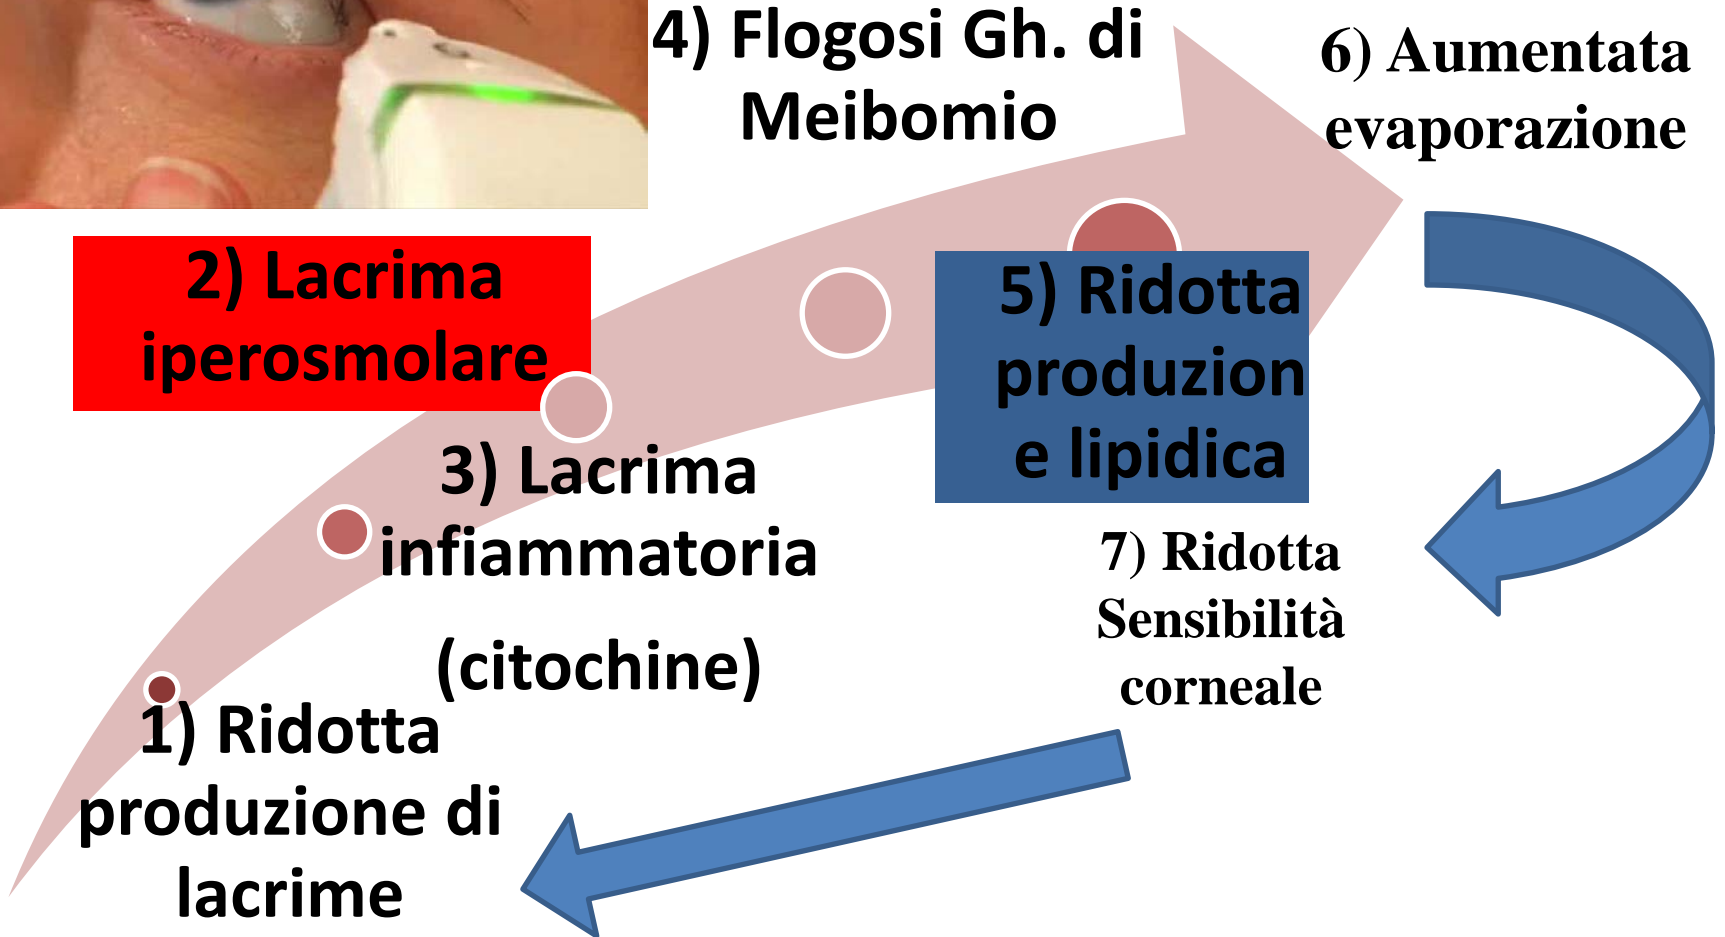 4) Flogosi Gh. di
Meibomio
6) Aumentata
evaporazione
2) Lacrima
iperosmolare
5) Ridotta
produzion
e lipidica
3) Lacrima
infiammatoria
(citochine)
7) Ridotta
Sensibilità
corneale
1) Ridotta
produzione di
lacrime